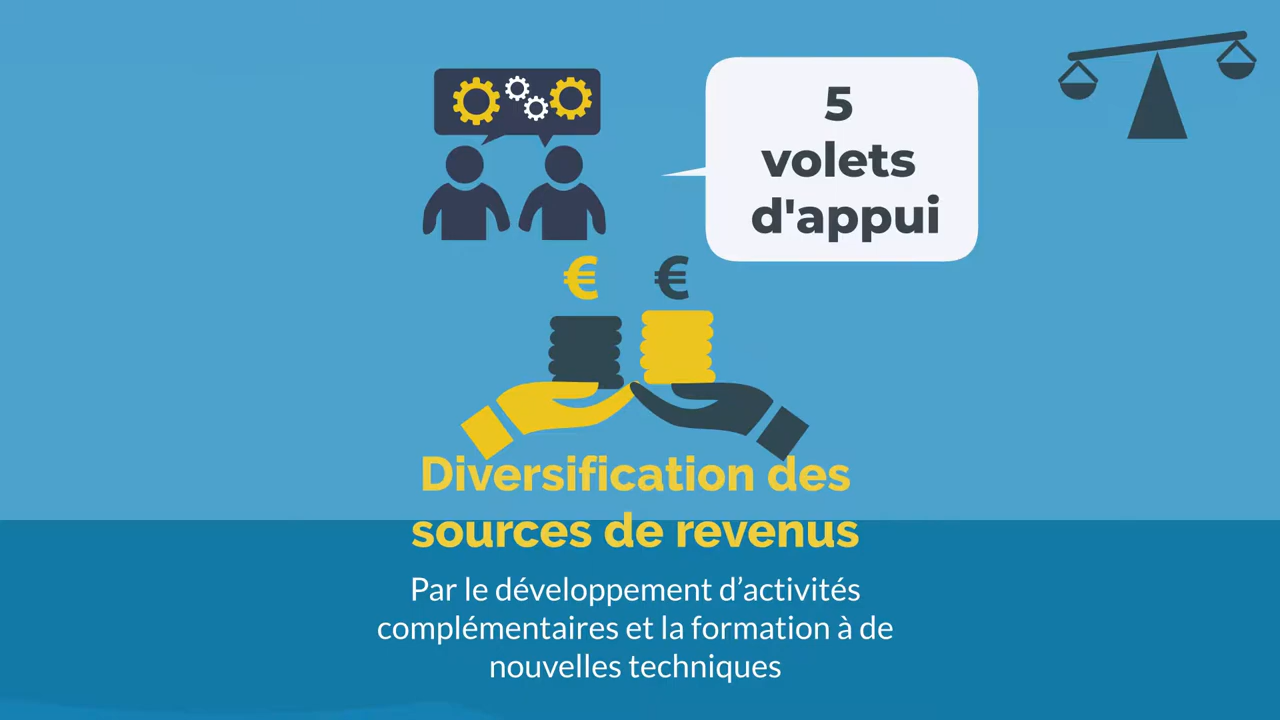 5
volets
d'appui
€ €
Diversification des
sources de revenus
Par le développement d’activités
complémentaires et la formation à de
nouvelles techniques